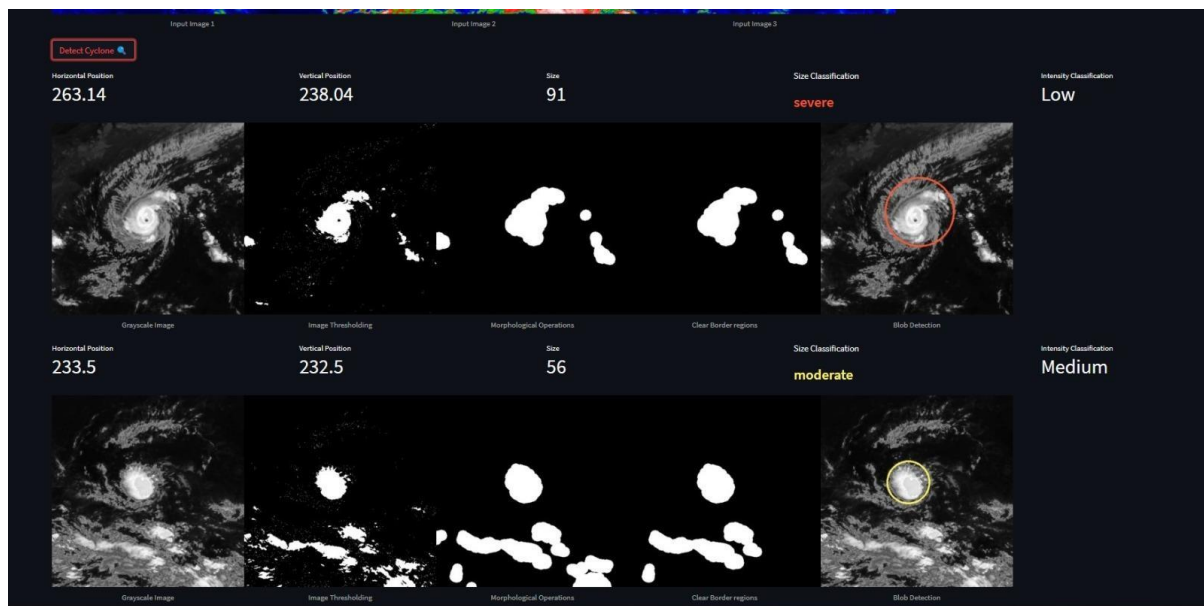 Input Image 1 Input Image 2 Input Image 3
Detect Cyclone
Horizontal Position Vertical Position Size Size Classification Intensity Classification
263.14 238.04 91 severe Low
Grayscale Image Image Thresholding Morphological Operations Clear Border regions Blob Detection
Horizontal Position Vertical Position Size Size Classification Intensity Classification
233.5 232.5 56 moderate Medium
Grayscale Image Image Thresholding Morphological Operations Clear Border regions Blob Detection